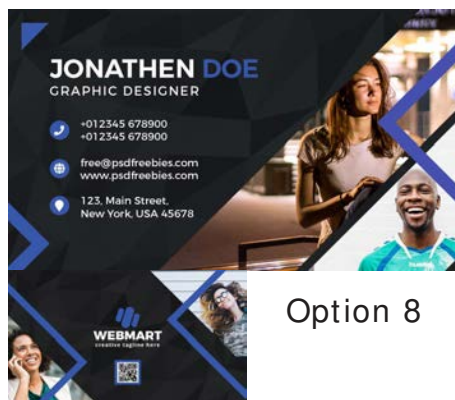 JONATHEN DOE
GRAPHIC DESIGNER
+012345 678900
+012345 678900
free@psdfreebies.com
www.psdfreebies.com
123, Main Street,
New York, USA 45678
WEBMART
creative tagline here
Option 8